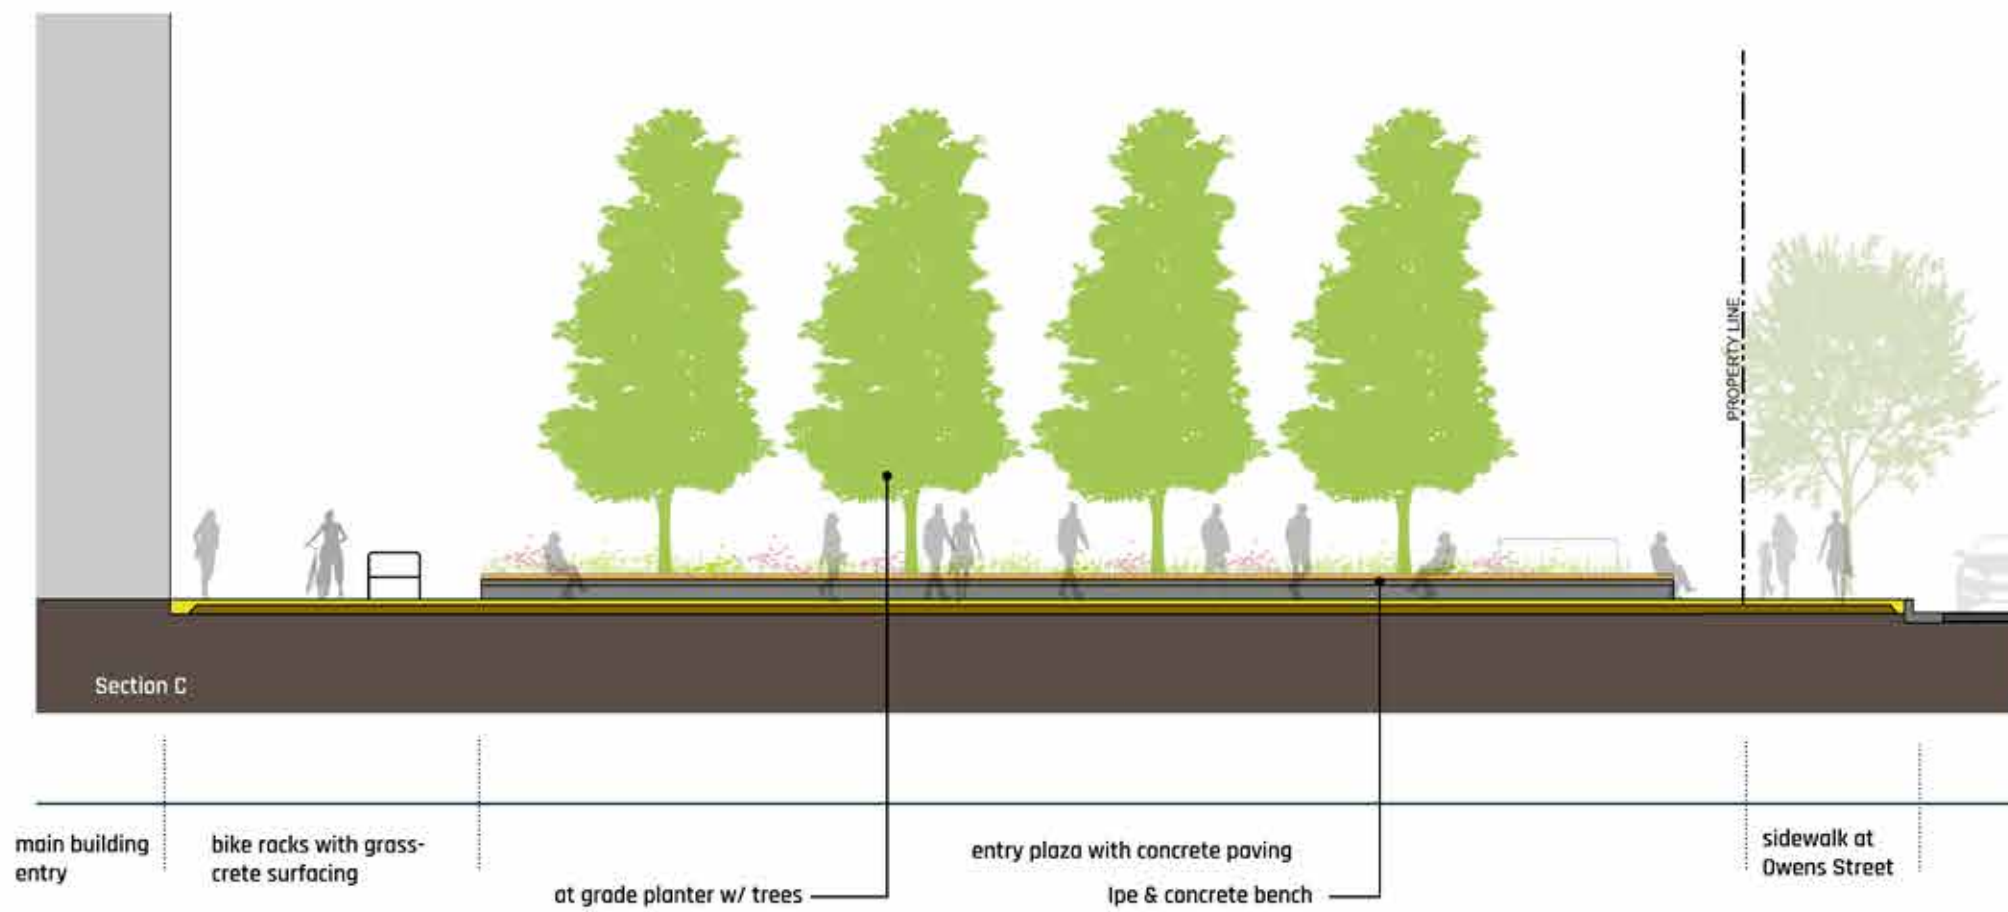 PROPERTY LINE
Section C
main building
entry
bike racks with grass-
crete surfacing
at grade planter w/ trees
entry plaza with concrete paving
Ipe & concrete bench
sidewalk at
Owens Street